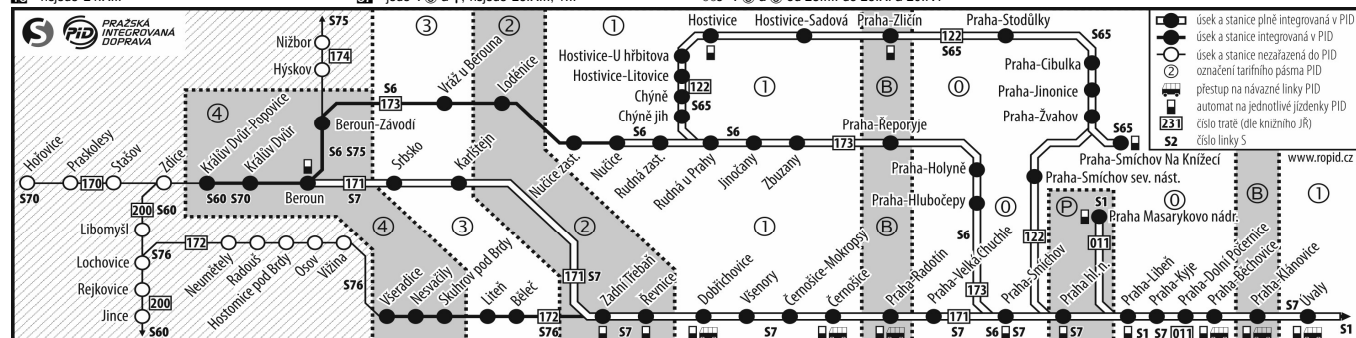 PRAŽSKÁ
INTEGROVANÁ
DOPRAVA
S
PID
S75
Nižbor
174
Hýskov
S6
173
Vráž u Berouna
Loděnice
3
2
1
4
Beroun-Závodí
S6 S75
Hořovice
Praskolesy
Stašov
Zdice
Králův Dvůr-Popovice
Králův Dvůr
Beroun
Srbsko
Karlštejn
S70
170
200
S60
S60 S70
171
S7
Libomyšl
Lochovice
Rejkovice
Jince
S76
200
S60
172
Neumětely
Radouš
Hostomice pod Brdy
Osov
Vižina
S76
4
3
2
Všeradice
Nesvačily
Skuhrov pod Brdy
Liteň
Běleč
172
S76
171
S7
Zadní Třebaň
Řevnice
S7
Hostivice
Hostivice-Sadová
Praha-Zličín
Praha-Stodůlky
122
S65
S65
Hostivice-U hřbitova
Hostivice-Litovice
122
Chýně
S65
Chýně jih
1
B
0
Praha-Cibulka
Praha-Jinonice
Praha-Žvahov
S65
Praha-Smíchov Na Knížecí
Praha-Smíchov sev. nást.
Nučice zast.
Nučice
S6
Rudná zast.
Rudná u Prahy
S6
Jinočany
Zbuzany
173
Praha-Řeporyje
Praha-Holyně
Praha-Hlubočepy
1
B
0
0
S6
173
122
P
S1
Praha Masarykovo nádr.
011
B
1
Dobřichovice
Všenory
S7
Černošice-Mokropsy
Černošice
Praha-Radotín
Praha-Velká Chuchle
171
S7
S6
Praha-Smíchov
S7
Praha hl. n.
S7
Praha-Libeň
Praha-Kyje
Praha-Dolní Počernice
Praha-Běchovice
Praha-Klánovice
Úvaly
S1 S7 011
S7
S1
úsek a stanice plně integrovaná v PID
úsek a stanice integrovaná v PID
úsek a stanice nezařazená do PID
2 označení tarifního pásma PID
přestup na návazné linky PID
automat na jednotlivé jízdenky PID
231 číslo tratě (dle knižního JŘ)
S2 číslo linky S
www.ropid.cz